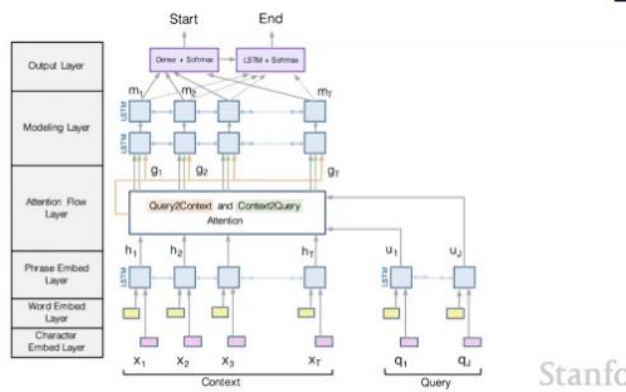 Start End
Output Layer
Dense + Softmax
LSTM + Softmax
m1 m2 mT
LSTM
Modeling Layer
LSTM
g1 g2 gT
Attention Flow
Layer
Query2Context and Context2Query
Attention
h1 h2 hT
u1 uJ
Phrase Embed
Layer
LSTM
LSTM
Word Embed
Layer
Character
Embed Layer
x1 x2 x3 xT
q1 qJ
Context
Query
Stanfo